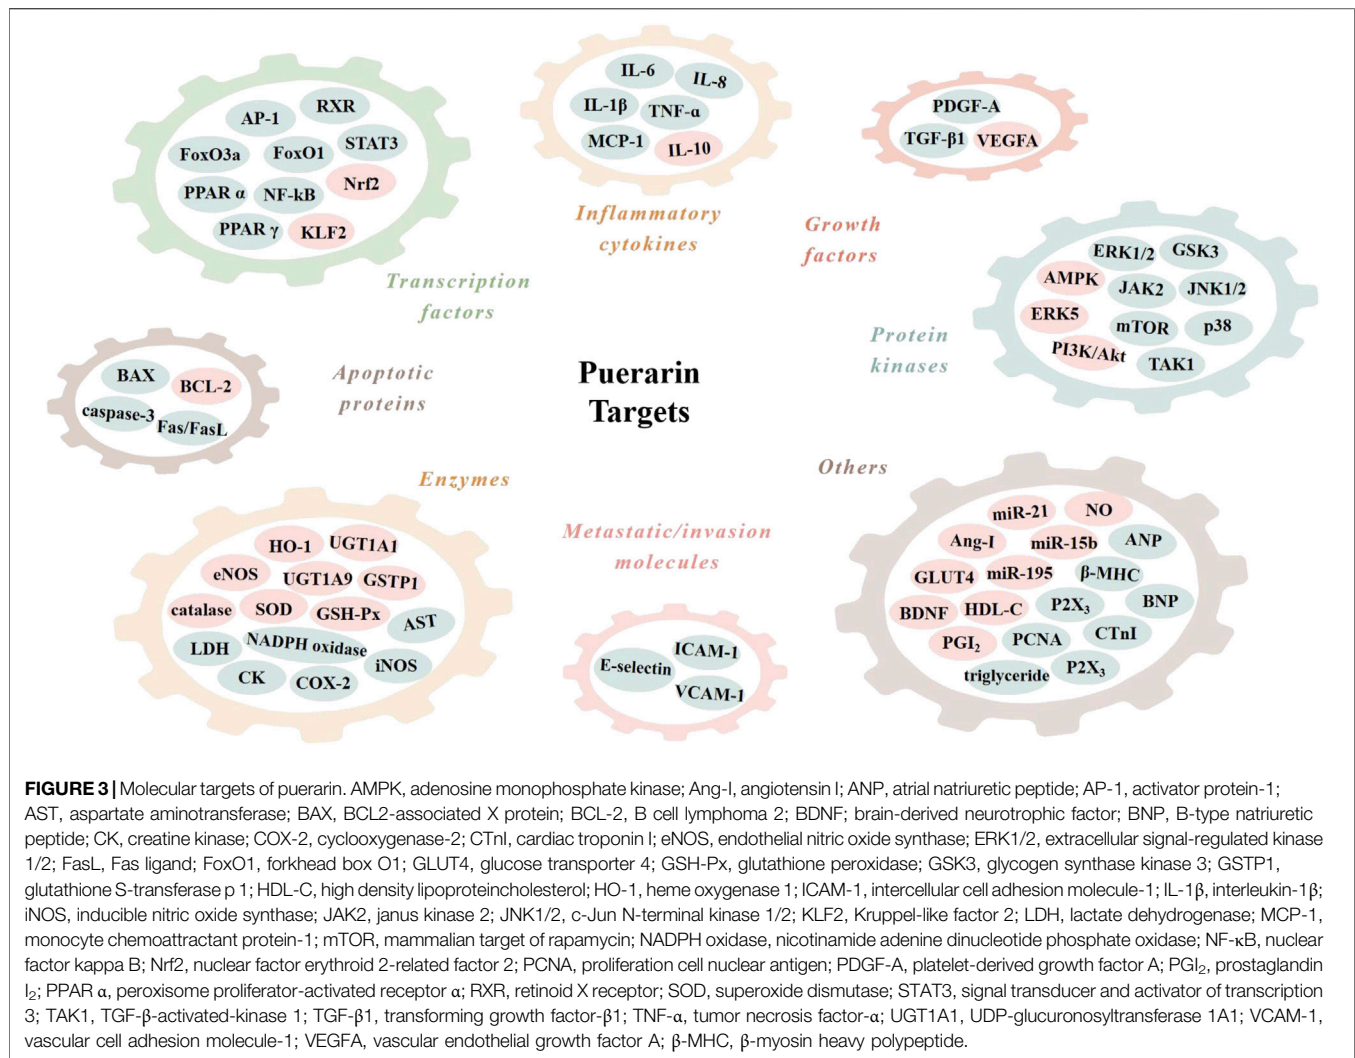 IL-6
IL-8
IL-1β
TNF-α
MCP-1
IL-10
Inflammatory
cytokines
RXR
AP-1
STAT3
FoxO3a
FoxO1
Nrf2
PPAR α
NF-kB
PPAR γ
KLF2
Transcription
factors
PDGF-A
TGF-β1
VEGFA
Growth
factors
ERK1/2
GSK3
AMPK
JAK2
JNK1/2
ERK5
mTOR
p38
PI3K/Akt
TAK1
Protein
kinases
BAX
BCL-2
caspase-3
Fas/FasL
Apoptotic
proteins
Puerarin
Targets
Enzymes
HO-1
UGT1A1
eNOS
UGT1A9
GSTP1
catalase
SOD
GSH-Px
AST
LDH
NADPH oxidase
iNOS
CK
COX-2
Metastatic/invasion
molecules
ICAM-1
E-selectin
VCAM-1
Others
miR-21
NO
Ang-I
miR-15b
ANP
GLUT4
miR-195
β-MHC
BDNF
HDL-C
P2X₃
BNP
PGI₂
PCNA
CTnI
triglyceride
P2X₃
FIGURE 3 | Molecular targets of puerarin. AMPK, adenosine monophosphate kinase; Ang-I, angiotensin I; ANP, atrial natriuretic peptide; AP-1, activator protein-1;
AST, aspartate aminotransferase; BAX, BCL2-associated X protein; BCL-2, B cell lymphoma 2; BDNF; brain-derived neurotrophic factor; BNP, B-type natriuretic
peptide; CK, creatine kinase; COX-2, cyclooxygenase-2; CTnI, cardiac troponin I; eNOS, endothelial nitric oxide synthase; ERK1/2, extracellular signal-regulated kinase
1/2; FasL, Fas ligand; FoxO1, forkhead box O1; GLUT4, glucose transporter 4; GSH-Px, glutathione peroxidase; GSK3, glycogen synthase kinase 3; GSTP1,
glutathione S-transferase p 1; HDL-C, high density lipoproteincholesterol; HO-1, heme oxygenase 1; ICAM-1, intercellular cell adhesion molecule-1; IL-1β, interleukin-1β;
iNOS, inducible nitric oxide synthase; JAK2, janus kinase 2; JNK1/2, c-Jun N-terminal kinase 1/2; KLF2, Kruppel-like factor 2; LDH, lactate dehydrogenase; MCP-1,
monocyte chemoattractant protein-1; mTOR, mammalian target of rapamycin; NADPH oxidase, nicotinamide adenine dinucleotide phosphate oxidase; NF-κB, nuclear
factor kappa B; Nrf2, nuclear factor erythroid 2-related factor 2; PCNA, proliferation cell nuclear antigen; PDGF-A, platelet-derived growth factor A; PGI₂, prostaglandin
I₂; PPAR α, peroxisome proliferator-activated receptor α; RXR, retinoid X receptor; SOD, superoxide dismutase; STAT3, signal transducer and activator of transcription
3; TAK1, TGF-β-activated-kinase 1; TGF-β1, transforming growth factor-β1; TNF-α, tumor necrosis factor-α; UGT1A1, UDP-glucuronosyltransferase 1A1; VCAM-1,
vascular cell adhesion molecule-1; VEGFA, vascular endothelial growth factor A; β-MHC, β-myosin heavy polypeptide.